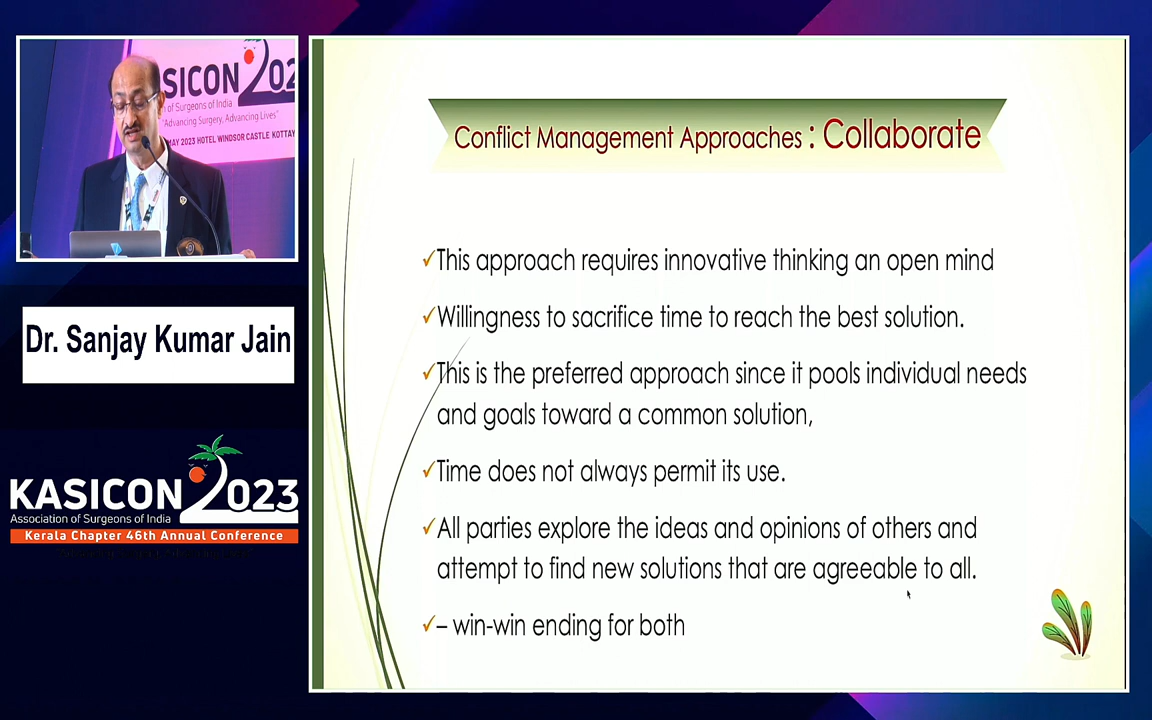 SICON 202
n of Surgeons of India
"Advancing Surgery, Advancing Lives"
MAY 2023 HOTEL WINDSOR CASTLE KOTTAY
Dr. Sanjay Kumar Jain
KASICON 2023
Association of Surgeons of India
Kerala Chapter 46th Annual Conference
Conflict Management Approaches : Collaborate
✓This approach requires innovative thinking an open mind
✓Willingness to sacrifice time to reach the best solution.
✓This is the preferred approach since it pools individual needs
and goals toward a common solution,
✓Time does not always permit its use.
✓All parties explore the ideas and opinions of others and
attempt to find new solutions that are agreeable to all.
✓– win-win ending for both